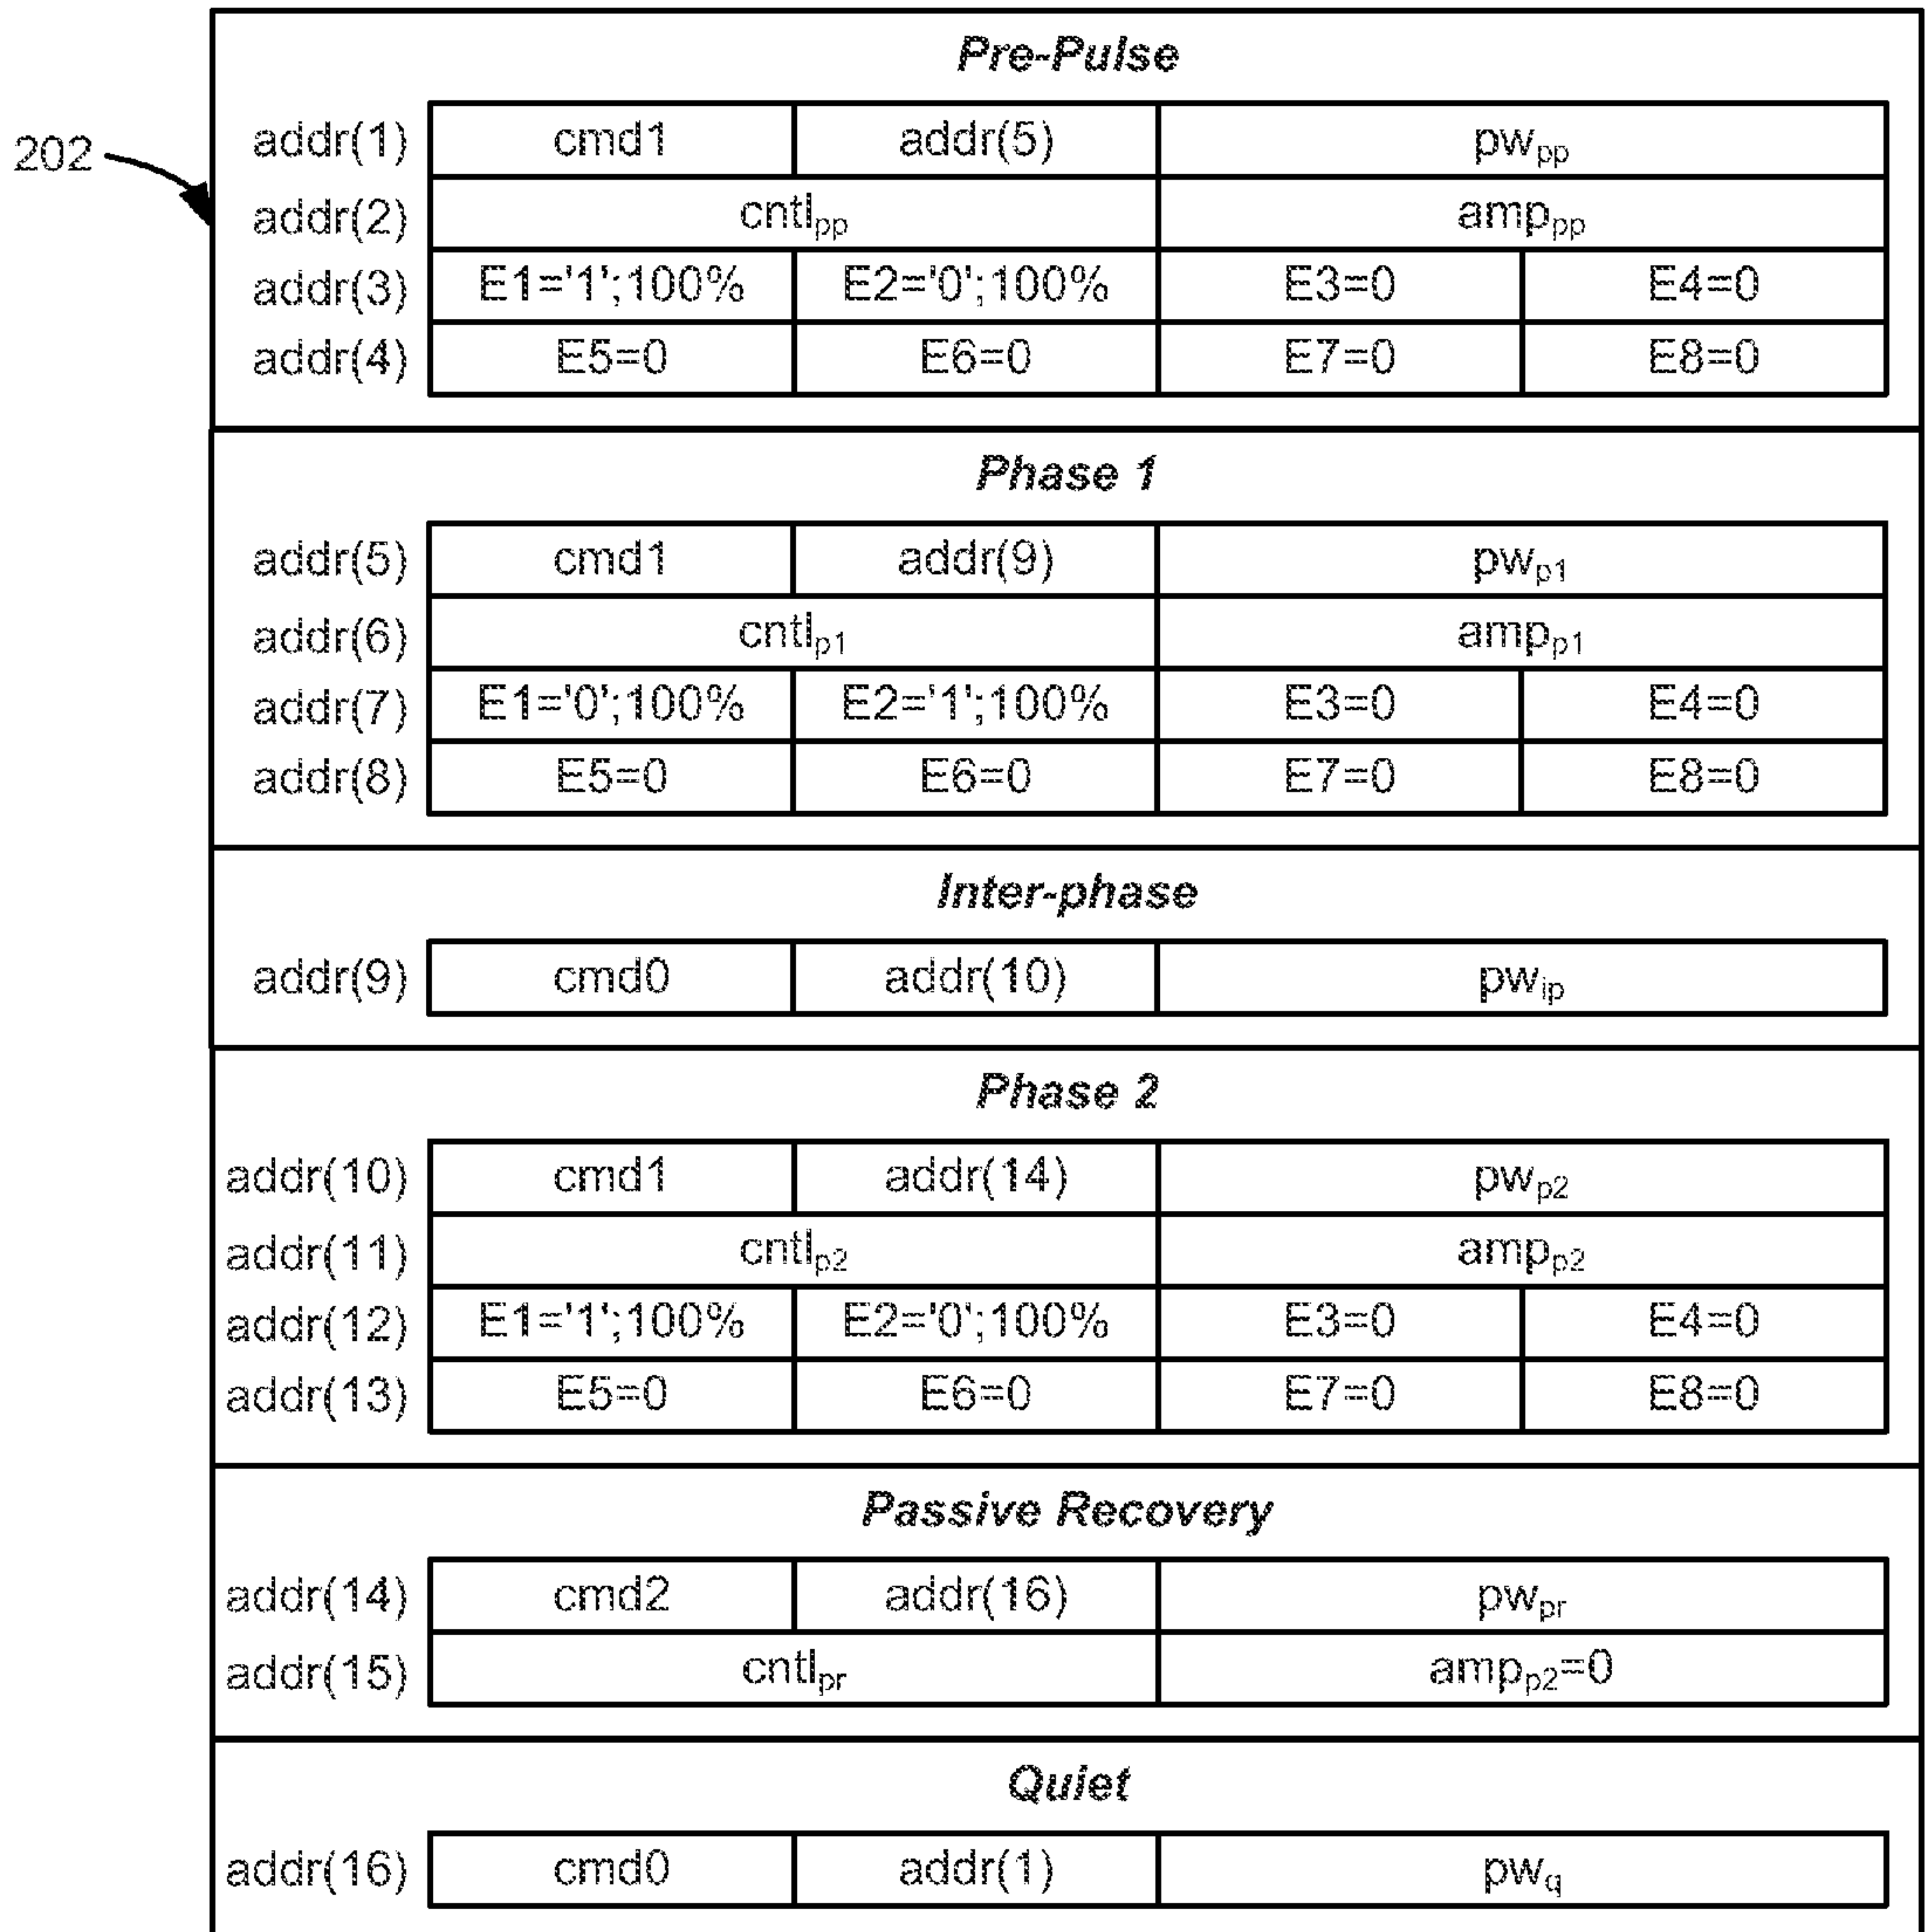 Pre-Pulse
202
addr(1) cmd1 addr(5) pwpp
addr(2) cntlpp amppp
addr(3) E1='1';100% E2='0';100% E3=0 E4=0
addr(4) E5=0 E6=0 E7=0 E8=0
Phase 1
addr(5) cmd1 addr(9) pwp1
addr(6) cntlp1 ampp1
addr(7) E1='0';100% E2='1';100% E3=0 E4=0
addr(8) E5=0 E6=0 E7=0 E8=0
Inter-phase
addr(9) cmd0 addr(10) pwip
Phase 2
addr(10) cmd1 addr(14) pwp2
addr(11) cntlp2 ampp2
addr(12) E1='1';100% E2='0';100% E3=0 E4=0
addr(13) E5=0 E6=0 E7=0 E8=0
Passive Recovery
addr(14) cmd2 addr(16) pwpr
addr(15) cntlpr ampp2=0
Quiet
addr(16) cmd0 addr(1) pwq